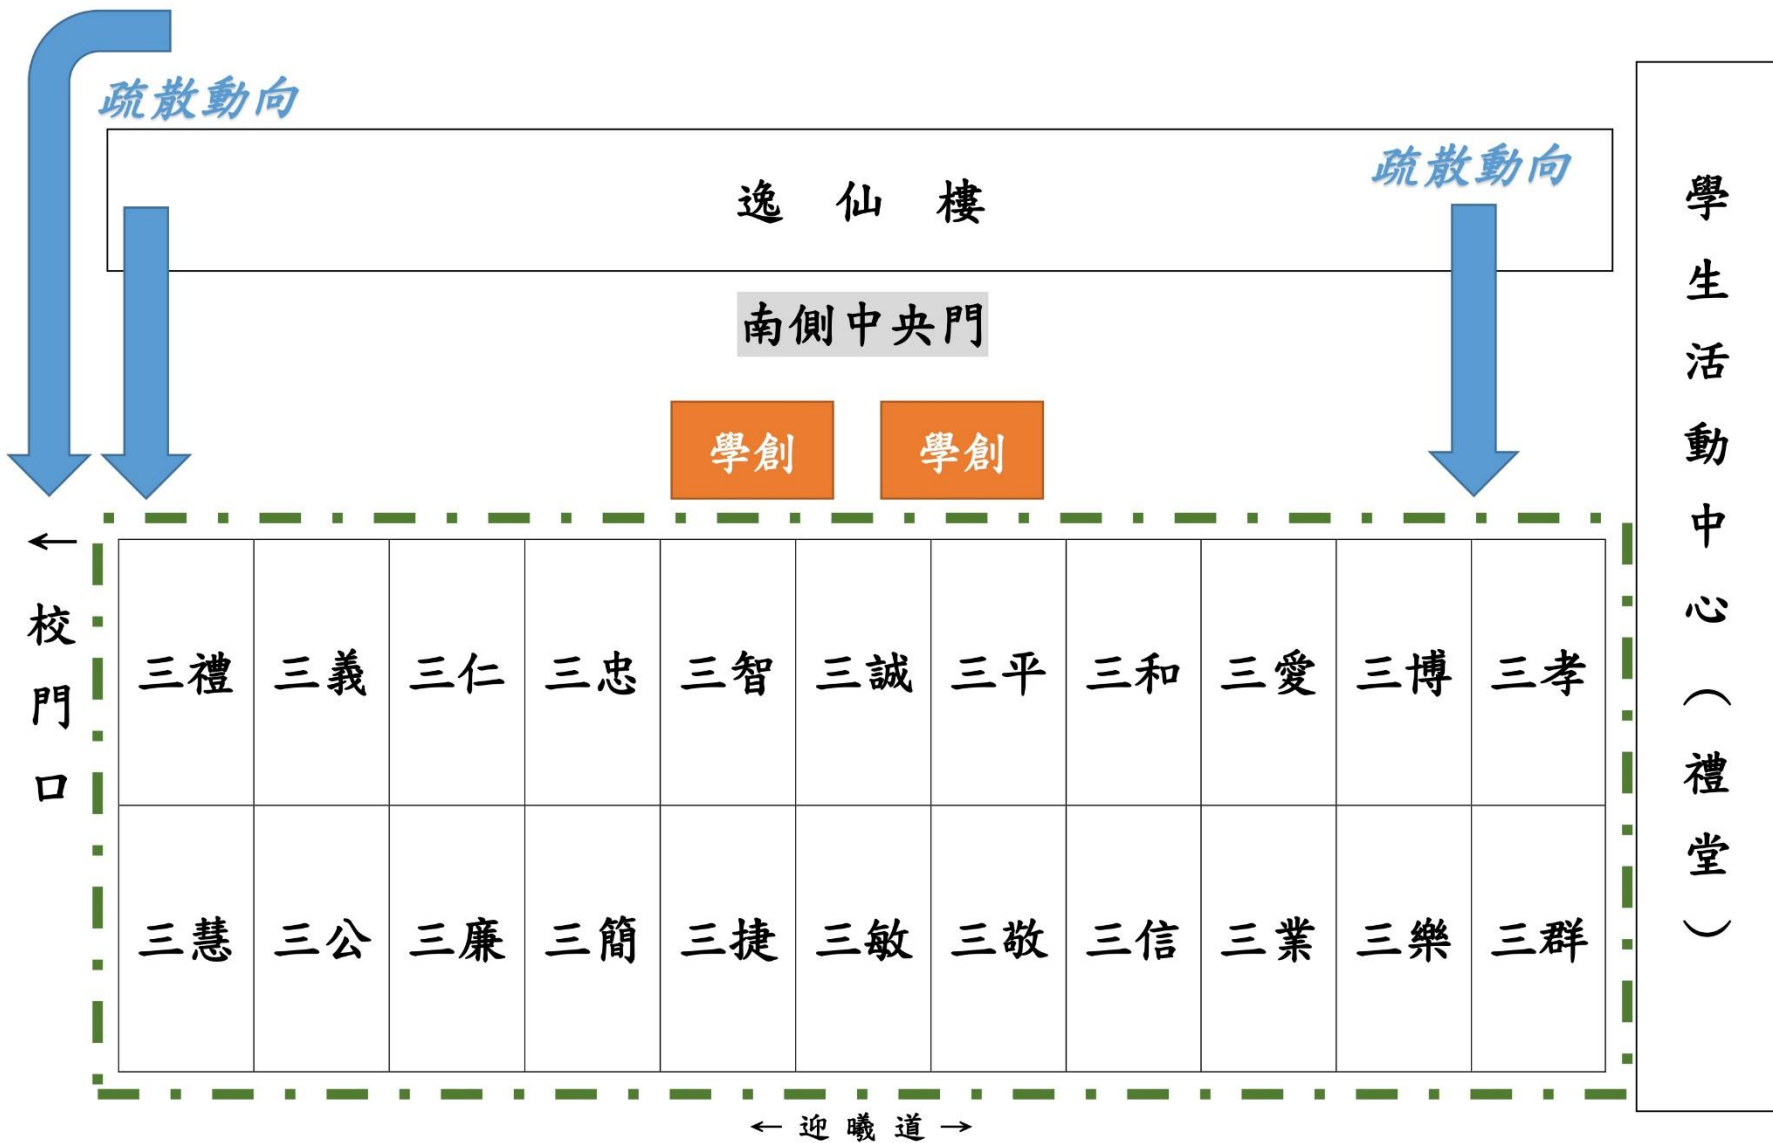 疏散動向
逸仙樓
疏散動向
南側中央門
學創 學創
←校門口
三禮 三義 三仁 三忠 三智 三誠 三平 三和 三愛 三博 三孝
三慧 三公 三廉 三簡 三捷 三敏 三敬 三信 三業 三樂 三群
←迎曦道→
學生活動中心（禮堂）